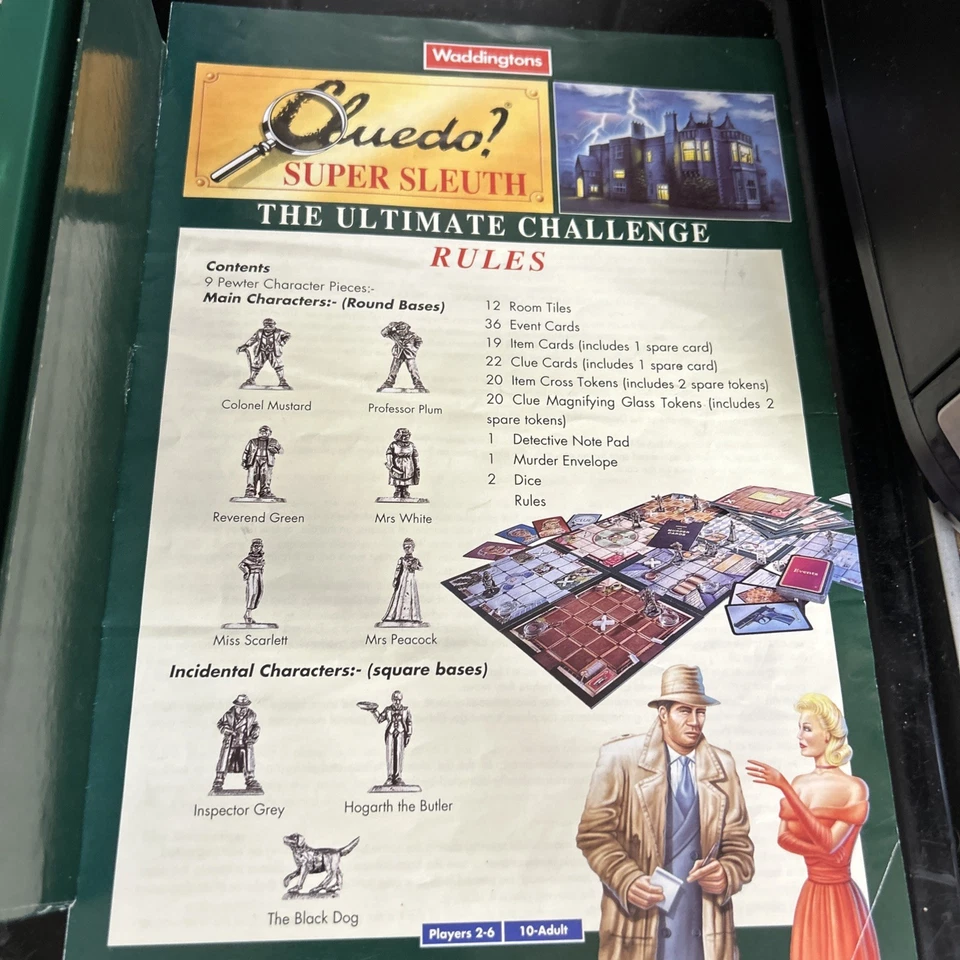 Waddingtons
Cluedo?®
SUPER SLEUTH
THE ULTIMATE CHALLENGE
RULES
Contents
9 Pewter Character Pieces:-
Main Characters:- (Round Bases)
Colonel Mustard
Professor Plum
Reverend Green
Mrs White
Miss Scarlett
Mrs Peacock
Incidental Characters:- (square bases)
Inspector Grey
Hogarth the Butler
The Black Dog
12 Room Tiles
36 Event Cards
19 Item Cards (includes 1 spare card)
22 Clue Cards (includes 1 spare card)
20 Item Cross Tokens (includes 2 spare tokens)
20 Clue Magnifying Glass Tokens (includes 2
spare tokens)
1 Detective Note Pad
1 Murder Envelope
2 Dice
Rules
Events
Players 2-6
10-Adult